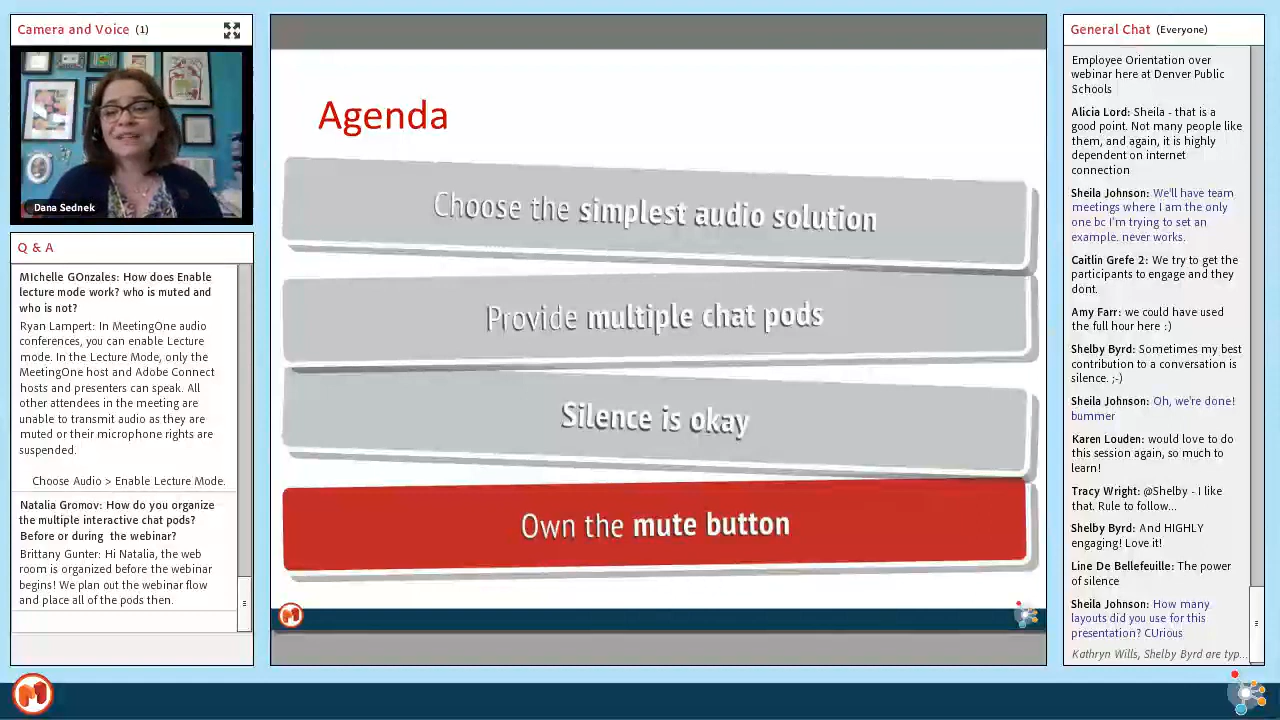 Camera and Voice (1)
Dana Sednek
Q & A
MIchelle GOnzales: How does Enable
lecture mode work? who is muted and
who is not?
Ryan Lampert: In MeetingOne audio
conferences, you can enable Lecture
mode. In the Lecture Mode, only the
MeetingOne host and Adobe Connect
hosts and presenters can speak. All
other attendees in the meeting are
unable to transmit audio as they are
muted or their microphone rights are
suspended.
Choose Audio > Enable Lecture Mode.
Natalia Gromov: How do you organize
the multiple interactive chat pods?
Before or during the webinar?
Brittany Gunter: Hi Natalia, the web
room is organized before the webinar
begins! We plan out the webinar flow
and place all of the pods then.
Agenda
Choose the simplest audio solution
Provide multiple chat pods
Silence is okay
Own the mute button
General Chat (Everyone)
Employee Orientation over
webinar here at Denver Public
Schools
Alicia Lord: Sheila - that is a
good point. Not many people like
them, and again, it is highly
dependent on internet
connection
Sheila Johnson: We'll have team
meetings where I am the only
one bc i'm trying to set an
example. never works.
Caitlin Grefe 2: We try to get the
participants to engage and they
dont.
Amy Farr: we could have used
the full hour here :)
Shelby Byrd: Sometimes my best
contribution to a conversation is
silence. ;-)
Sheila Johnson: Oh, we're done!
bummer
Karen Louden: would love to do
this session again, so much to
learn!
Tracy Wright: @Shelby - I like
that. Rule to follow...
Shelby Byrd: And HIGHLY
engaging! Love it!
Line De Bellefeuille: The power
of silence
Sheila Johnson: How many
layouts did you use for this
presentation? CUrious
Kathryn Wills, Shelby Byrd are typ...